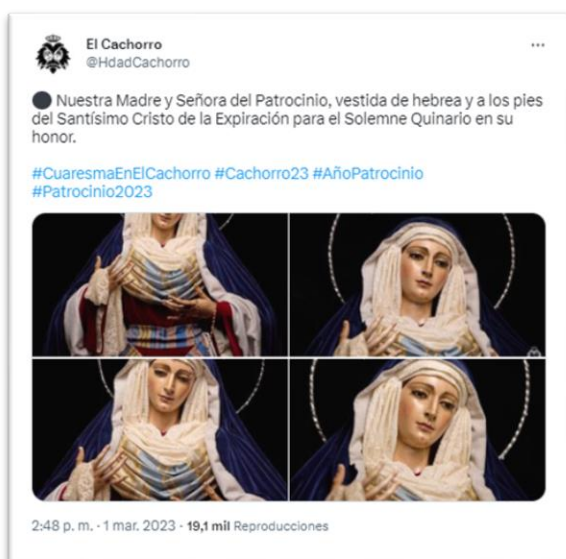 El Cachorro
@HdadCachorro
Nuestra Madre y Señora del Patrocinio, vestida de hebrea y a los pies
del Santísimo Cristo de la Expiración para el Solemne Quinario en su
honor.
#CuaresmaEnElCachorro #Cachorro23 #AñoPatrocinio
#Patrocinio2023
2:48 p. m. · 1 mar. 2023 · 19,1 mil Reproducciones